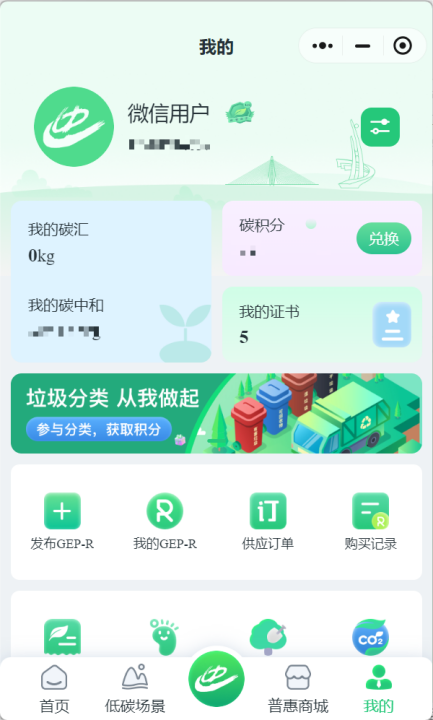 我的
微信用户
我的碳汇
0kg
我的碳中和
碳积分
兑换
我的证书
5
垃圾分类 从我做起
参与分类，获取积分
发布GEP-R
我的GEP-R
供应订单
购买记录
CO2
首页
低碳场景
普惠商城
我的